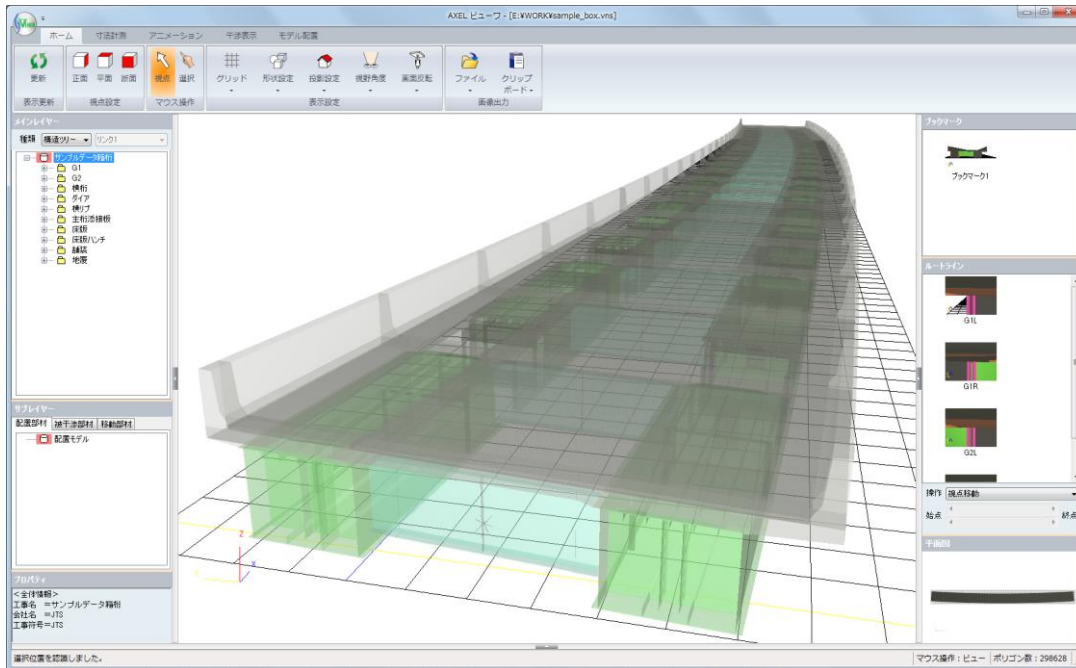 AXEL ビューワ - [E:¥WORK¥sample_box.vns]
ホーム 寸法計測 アニメーション 干渉表示 モデル配置
更新 正面 平面 断面 視点 選択 グリッド 形状設定 投影設定 視野角度 画面反転 ファイル クリップ
ボード
表示更新 視点設定 マウス操作 表示設定 画像出力
メインレイヤー
種類 構造ツリー リンク1
サンプルデータ箱桁
G1
G2
横桁
ダイア
横リブ
主桁添接板
床版
床版ハンチ
舗装
地覆
サブレイヤー
配置部材 被干渉部材 移動部材
配置モデル
プロパティ
<全体情報>
工事名 =サンプルデータ箱桁
会社名 =JTS
工事符号=JTS
Z
X
ブックマーク
ブックマーク1
ルートライン
G1L
G1R
G2L
操作 視点移動
始点 終点
平面図
選択位置を認識しました。
マウス操作:ビュー ポリゴン数:298628